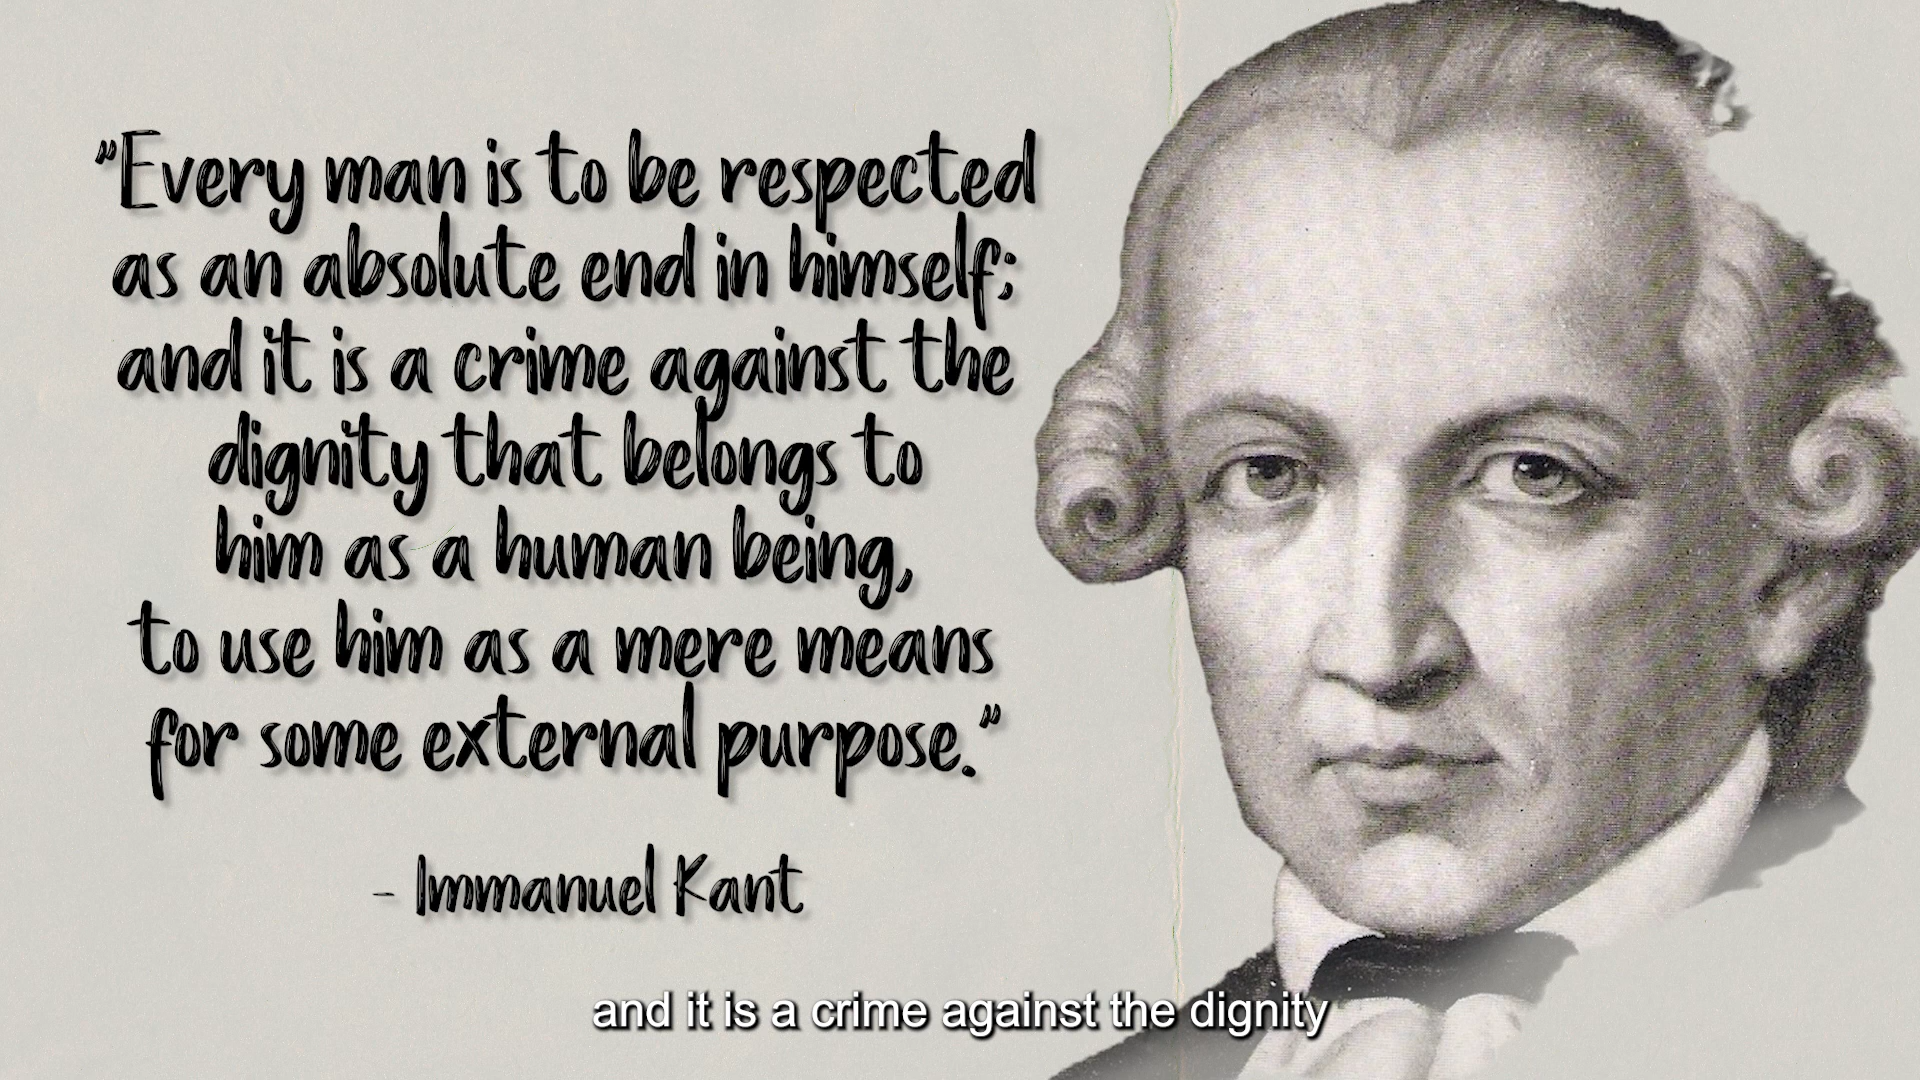 "Every man is to be respected
as an absolute end in himself;
and it is a crime against the
dignity that belongs to
him as a human being,
to use him as a mere means
for some external purpose."
- Immanuel Kant
and it is a crime against the dignity